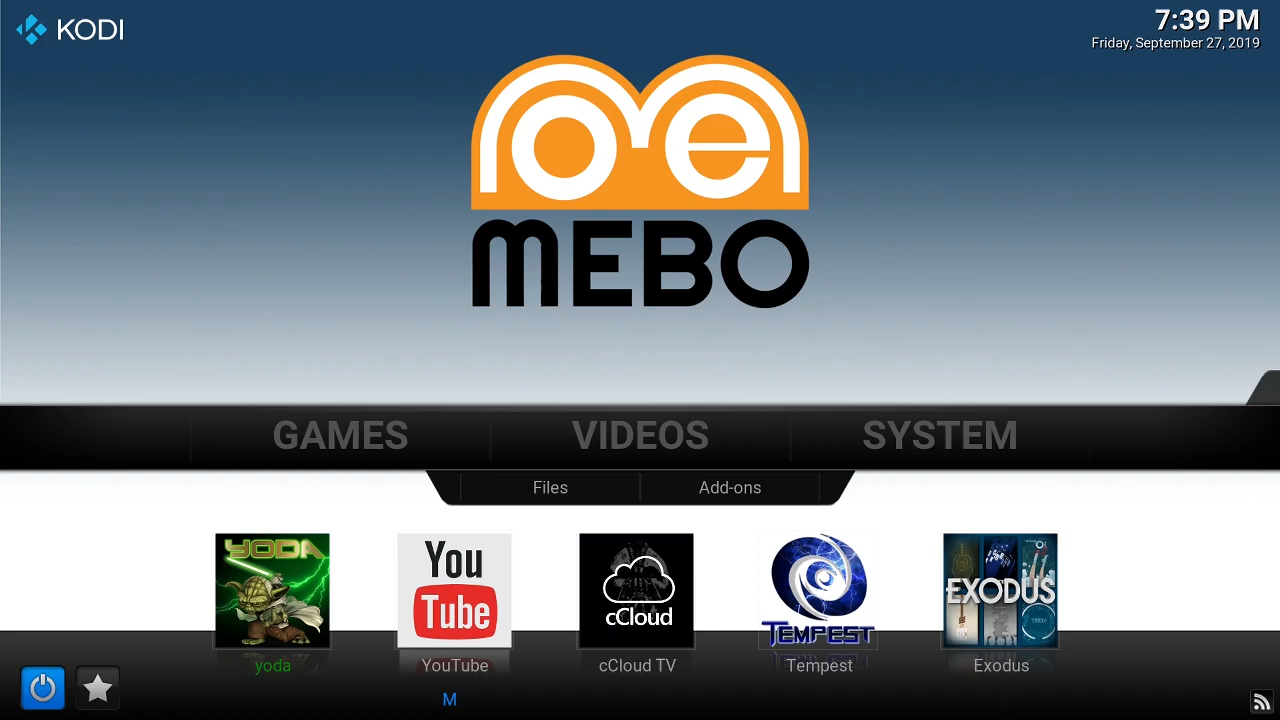 KODI
7:39 PM
Friday, September 27, 2019
MEBO
GAMES VIDEOS SYSTEM
Files Add-ons
YODA
You
Tube
cCloud
TEMPEST
EXODUS
yoda YouTube cCloud TV Tempest Exodus
M